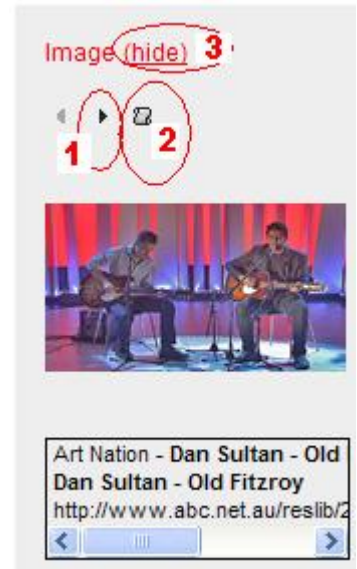 Image (hide) 3
1
2
Art Nation - Dan Sultan - Old
Dan Sultan - Old Fitzroy
http://www.abc.net.au/reslib/2